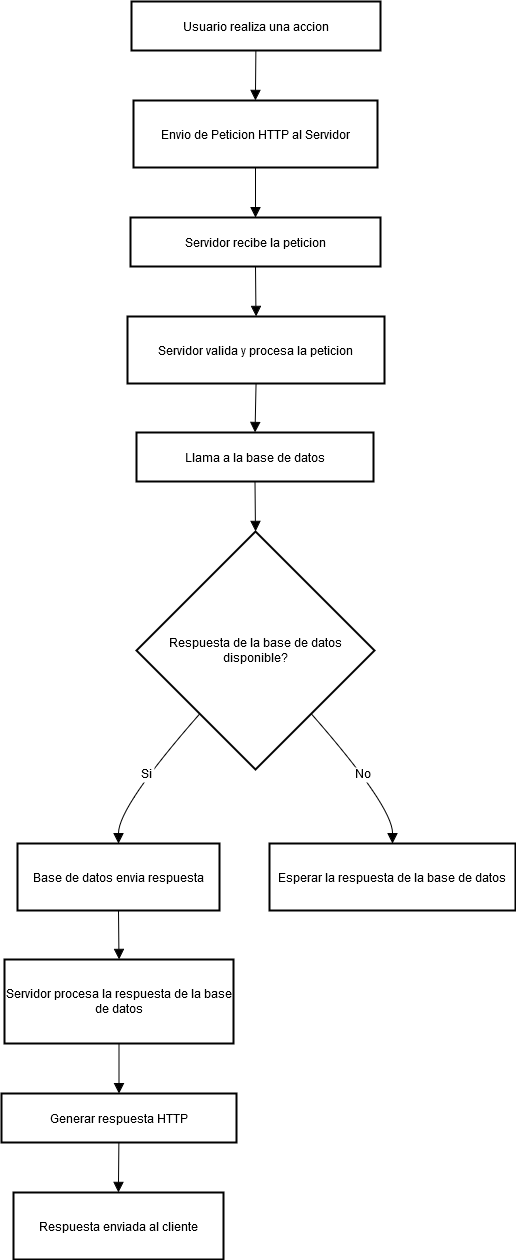 Usuario realiza una accion
Envio de Peticion HTTP al Servidor
Servidor recibe la peticion
Servidor valida y procesa la peticion
Llama a la base de datos
Respuesta de la base de datos
disponible?
Si
No
Base de datos envia respuesta
Esperar la respuesta de la base de datos
Servidor procesa la respuesta de la base
de datos
Generar respuesta HTTP
Respuesta enviada al cliente